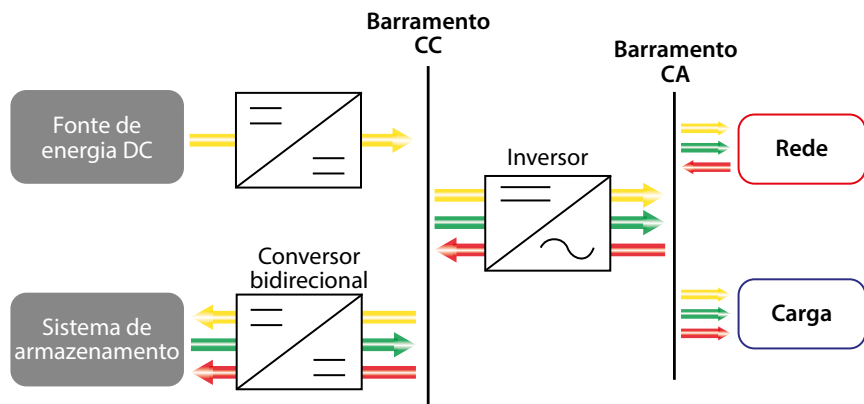 Barramento
CC
Barramento
CA
Fonte de
energia DC
Inversor
Rede
Conversor
bidirecional
Sistema de
armazenamento
Carga